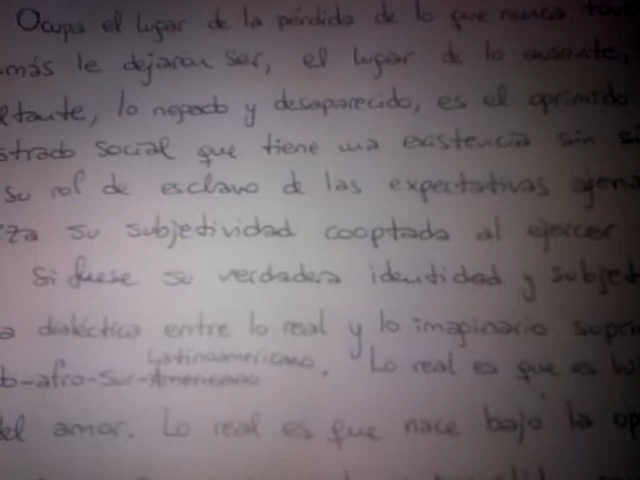 Ocupa el lugar de la pérdida de lo que nunca
más le dejaron ser, el lugar de lo ausente,
lo negado y desaparecido, es el oprimido
social que tiene una existencia sin
su rol de esclavo de las expectativas
su subjetividad cooptada al ejercer
si fuese su verdadera identidad y
dialéctica entre lo real y lo imaginario
Latinoamericano
-afro-Sur-Americano. Lo real es que es
del amor. Lo real es que nace bajo la